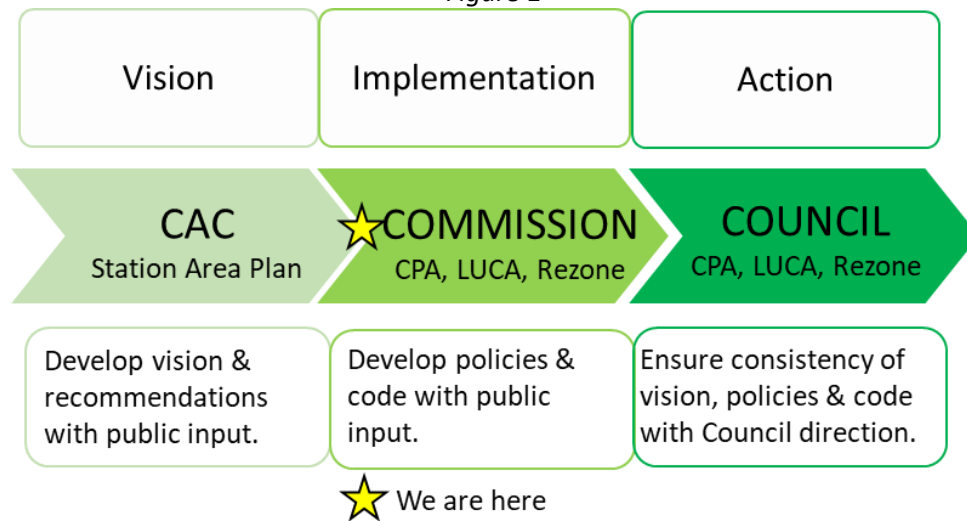 Vision
Implementation
Action
CAC
Station Area Plan
COMMISSION
CPA, LUCA, Rezone
COUNCIL
CPA, LUCA, Rezone
Develop vision &
recommendations
with public input.
Develop policies &
code with public
input.
Ensure consistency of
vision, policies & code
with Council direction.
We are here